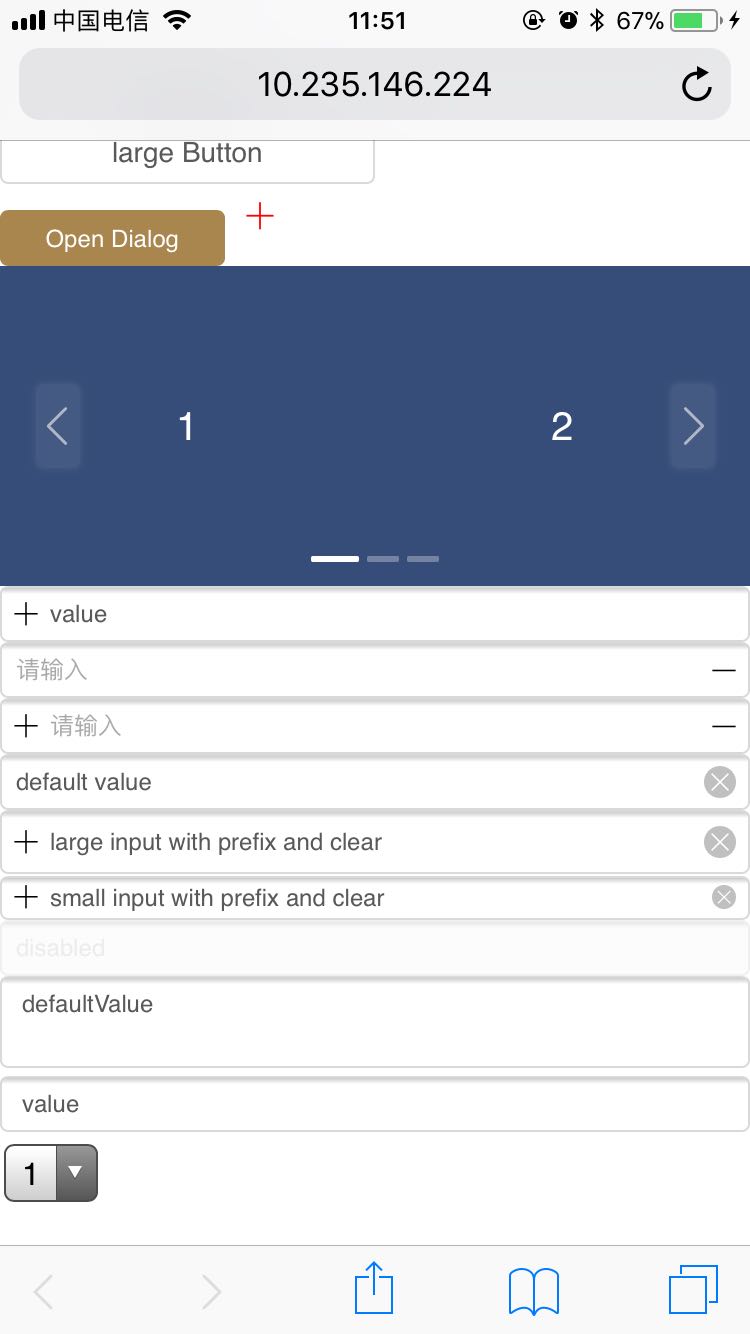 中国电信 11:51 67%
10.235.146.224
large Button
Open Dialog
1 2
value
请输入
请输入
default value
large input with prefix and clear
small input with prefix and clear
disabled
defaultValue
value
1